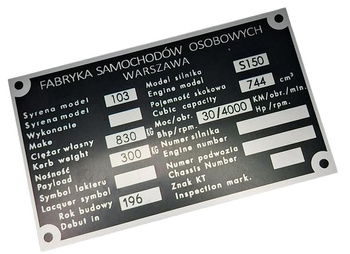 FABRYKA SAMOCHODÓW OSOBOWYCH
WARSZAWA
Syrena model 103
Syrena model
Wykonanie
Make
Ciężar własny 830 KG
Kerb weight
Nośność 300 KG
Payload
Symbol lakieru
Lacquer symbol
Rok budowy 196
Debut in
Model silnika S150
Engine model
Pojemność skokowa 744 cm³
Cubic capacity
Moc/obr. 30/4000 KM/obr./min.
Bhp/rpm. Hp/rpm.
Numer silnika
Engine number
Numer podwozia
Chassis Number
Znak KT
Inspection mark.